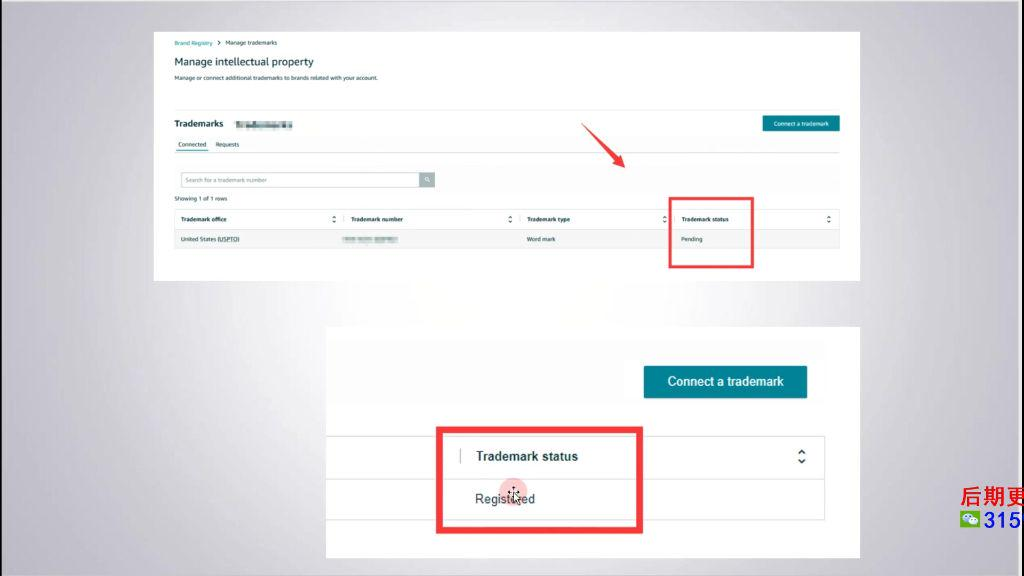 Brand Registry > Manage trademarks
Manage intellectual property
Manage or connect additional trademarks to brands related with your account.
Trademarks
Connect a trademark
Connected Requests
Search for a trademark number
Showing 1 of 1 rows
Trademark office Trademark number Trademark type Trademark status
United States (USPTO) Word mark Pending
Connect a trademark
Trademark status
Registered
后期更
315